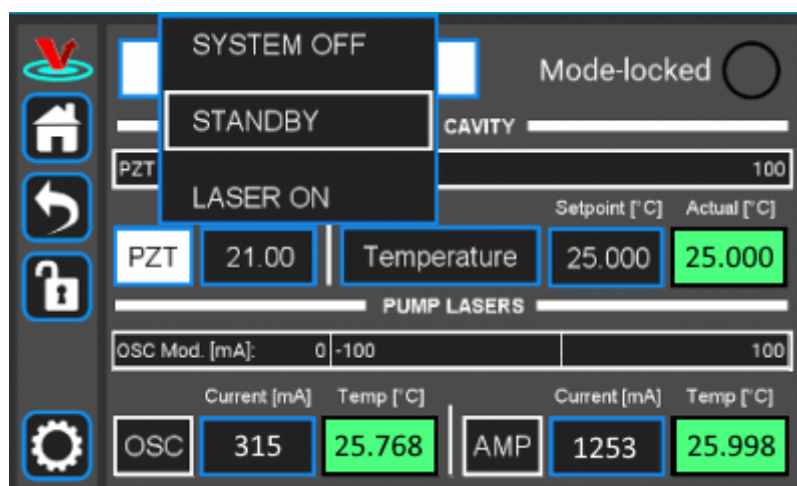 SYSTEM OFF
Mode-locked
STANDBY
CAVITY
PZT 100
LASER ON
Setpoint [°C] Actual [°C]
PZT 21.00 Temperature 25.000 25.000
PUMP LASERS
OSC Mod. [mA]: 0 -100 100
Current [mA] Temp [°C] Current [mA] Temp [°C]
OSC 315 25.768 AMP 1253 25.998